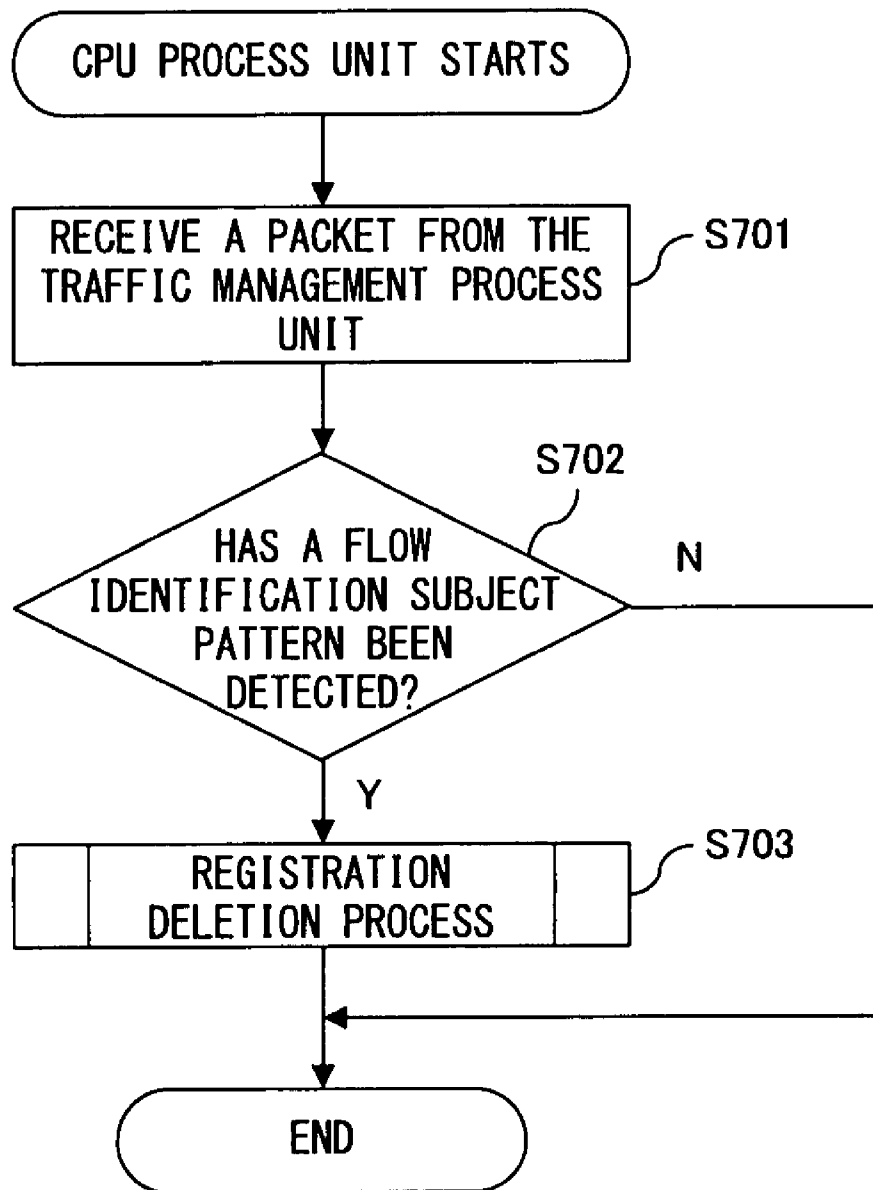 CPU PROCESS UNIT STARTS
RECEIVE A PACKET FROM THE
TRAFFIC MANAGEMENT PROCESS
UNIT
S701
S702
HAS A FLOW
IDENTIFICATION SUBJECT
PATTERN BEEN
DETECTED?
N
Y
S703
REGISTRATION
DELETION PROCESS
END